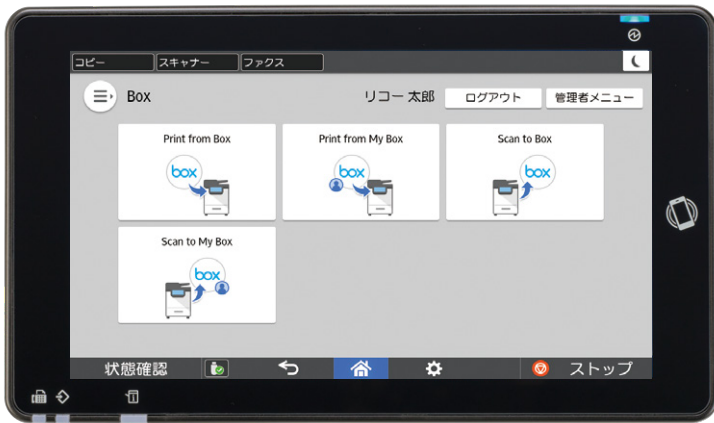 コピー
スキャナー
ファクス
Box
リコー 太郎
ログアウト
管理者メニュー
Print from Box
box
Print from My Box
box
Scan to Box
box
Scan to My Box
box
状態確認
ストップ